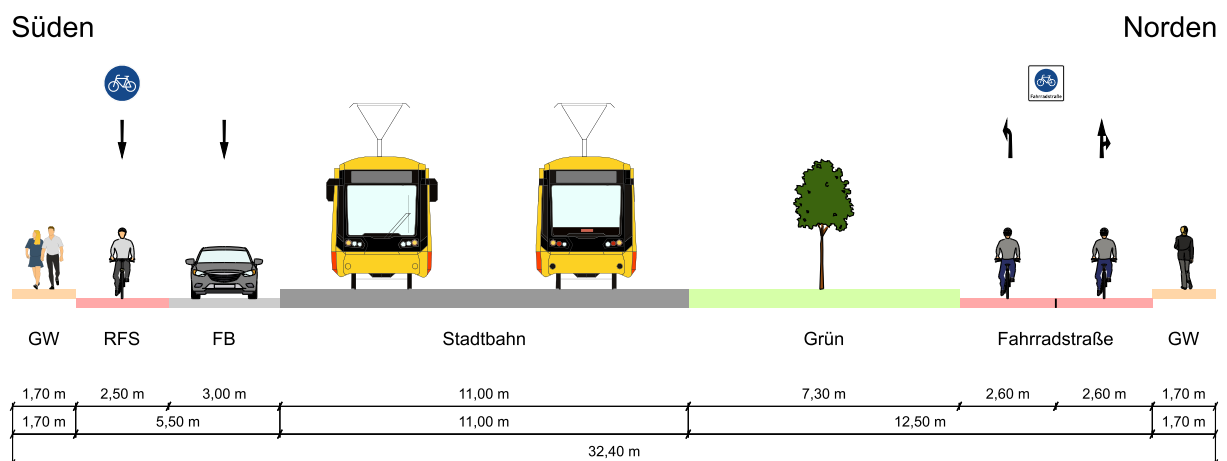 Süden Norden
Fahrradstraße
GW RFS FB Stadtbahn Grün Fahrradstraße GW
1,70 m 2,50 m 3,00 m 11,00 m 7,30 m 2,60 m 2,60 m 1,70 m
1,70 m 5,50 m 11,00 m 12,50 m 1,70 m
32,40 m